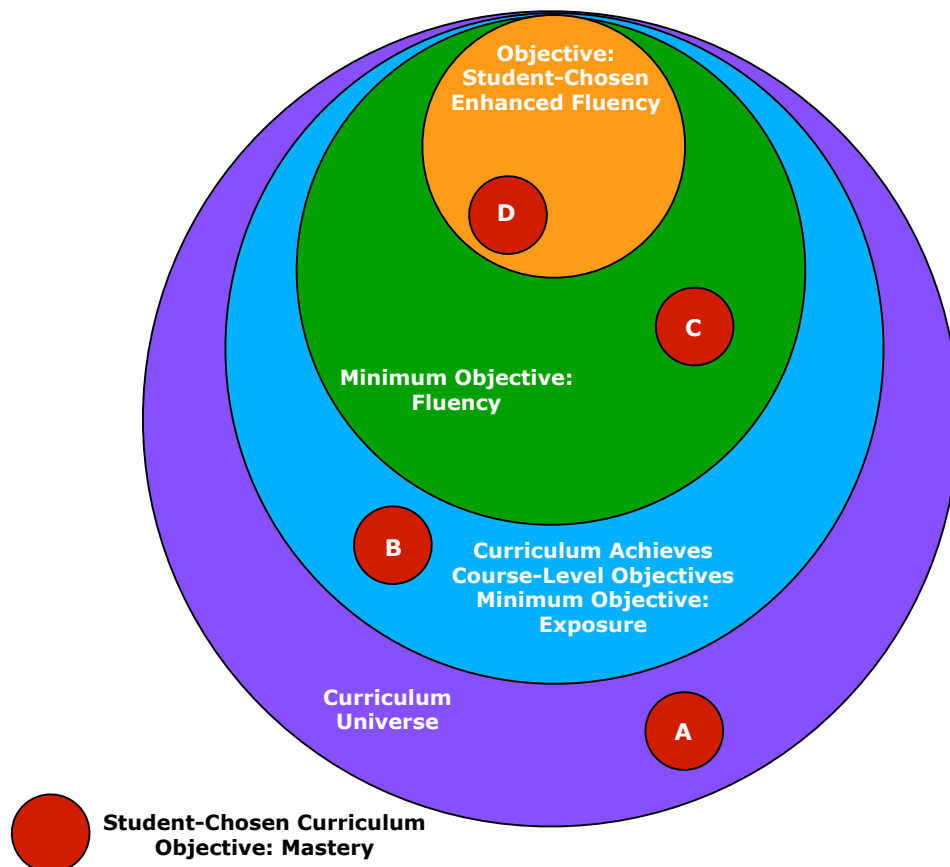 Objective:
Student-Chosen
Enhanced Fluency
D
C
Minimum Objective:
Fluency
B
Curriculum Achieves
Course-Level Objectives
Minimum Objective:
Exposure
Curriculum
Universe
A
Student-Chosen Curriculum
Objective: Mastery